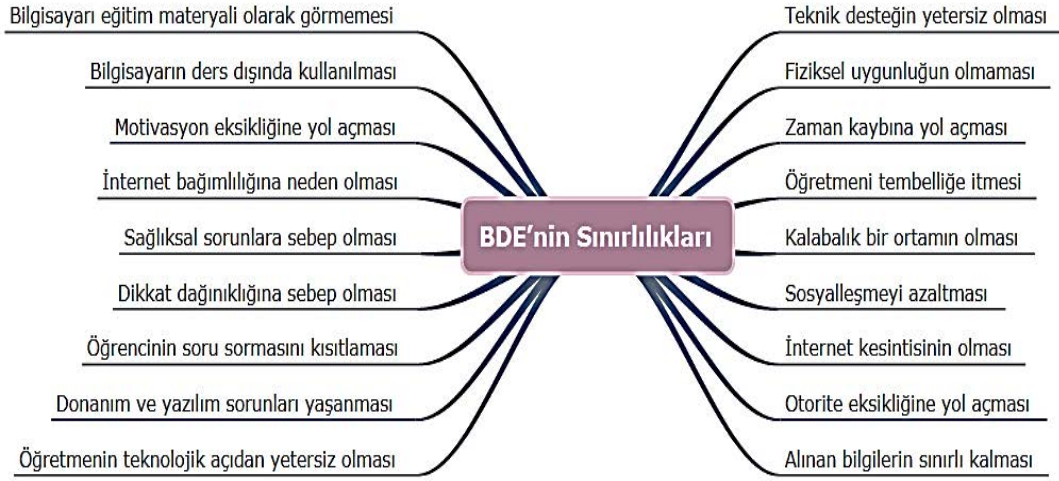 Bilgisayarı eğitim materyali olarak görmemesi
Bilgisayarın ders dışında kullanılması
Motivasyon eksikliğine yol açması
İnternet bağımlılığına neden olması
Sağlıksal sorunlara sebep olması
Dikkat dağınıklığına sebep olması
Öğrencinin soru sormasını kısıtlaması
Donanım ve yazılım sorunları yaşanması
Öğretmenin teknolojik açıdan yetersiz olması
BDE'nin Sınırlılıkları
Teknik desteğin yetersiz olması
Fiziksel uygunluğun olmaması
Zaman kaybına yol açması
Öğretmeni tembelliğe itmesi
Kalabalık bir ortamın olması
Sosyalleşmeyi azaltması
İnternet kesintisinin olması
Otorite eksikliğine yol açması
Alınan bilgilerin sınırlı kalması